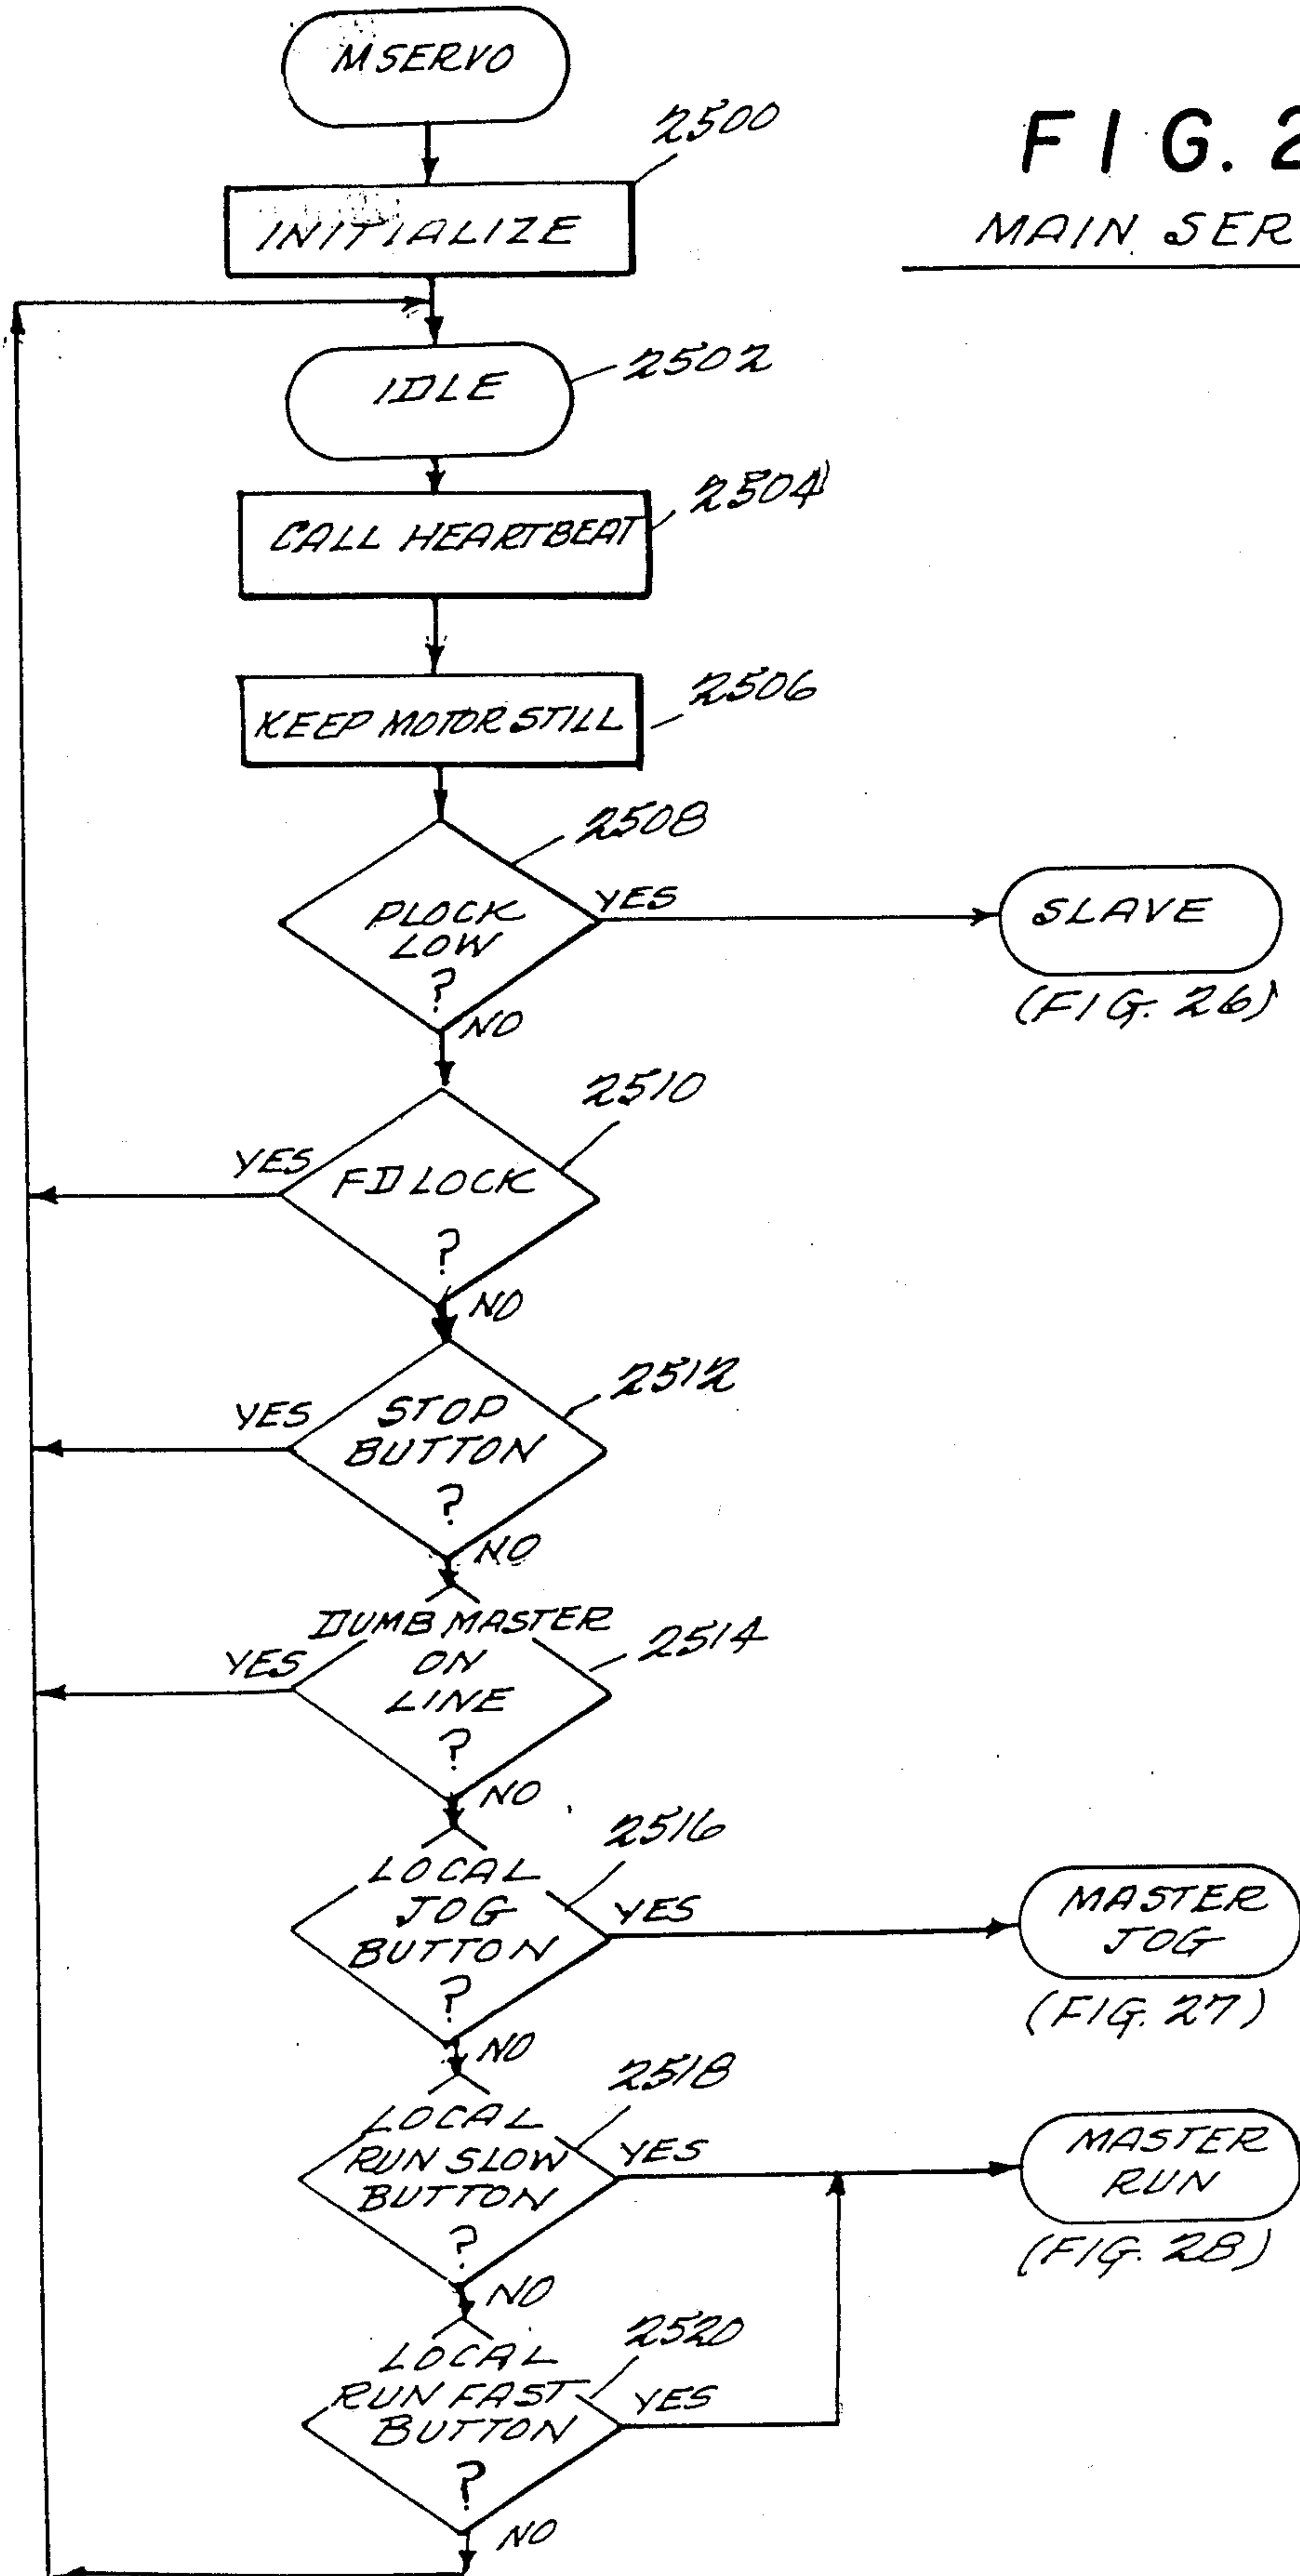 MSERVO
2500
FIG. 2
INITIALIZE
MAIN SER
IDLE
2502
CALL HEARTBEAT
2504
KEEP MOTOR STILL
2506
2508
PLOCK
LOW
?
YES
SLAVE
(FIG. 26)
NO
2510
YES
FDLOCK
?
NO
2512
YES
STOP
BUTTON
?
NO
DUMB MASTER
ON
LINE
?
2514
YES
NO
2516
LOCAL
JOG
BUTTON
?
YES
MASTER
JOG
(FIG. 27)
NO
2518
LOCAL
RUN SLOW
BUTTON
?
YES
MASTER
RUN
(FIG. 28)
NO
2520
LOCAL
RUN FAST
BUTTON
?
YES
NO